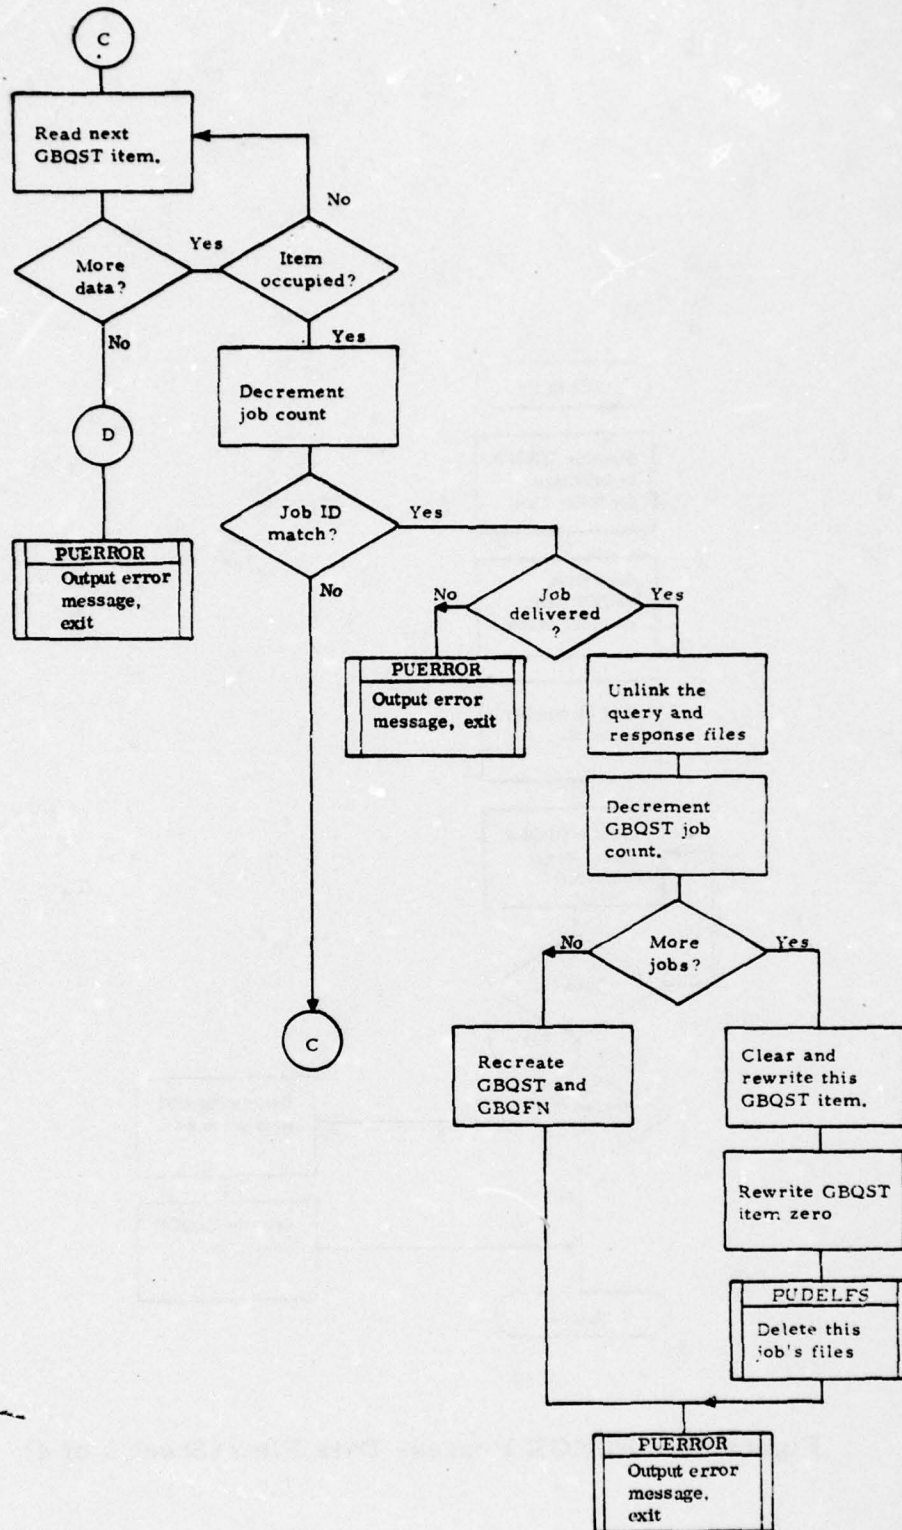 C
Read next
GBQST item.
No
Yes
More
data?
Item
occupied?
No
Yes
Decrement
job count
D
Job ID
match?
Yes
PUERROR
Output error
message,
exit
No
No
Job
delivered
?
Yes
PUERROR
Output error
message, exit
Unlink the
query and
response files
Decrement
GBQST job
count.
No
More
jobs?
Yes
C
Recreate
GBQST and
GBQFN
Clear and
rewrite this
GBQST item.
Rewrite GBQST
item zero
PUDELFS
Delete this
job's files
PUERROR
Output error
message,
exit